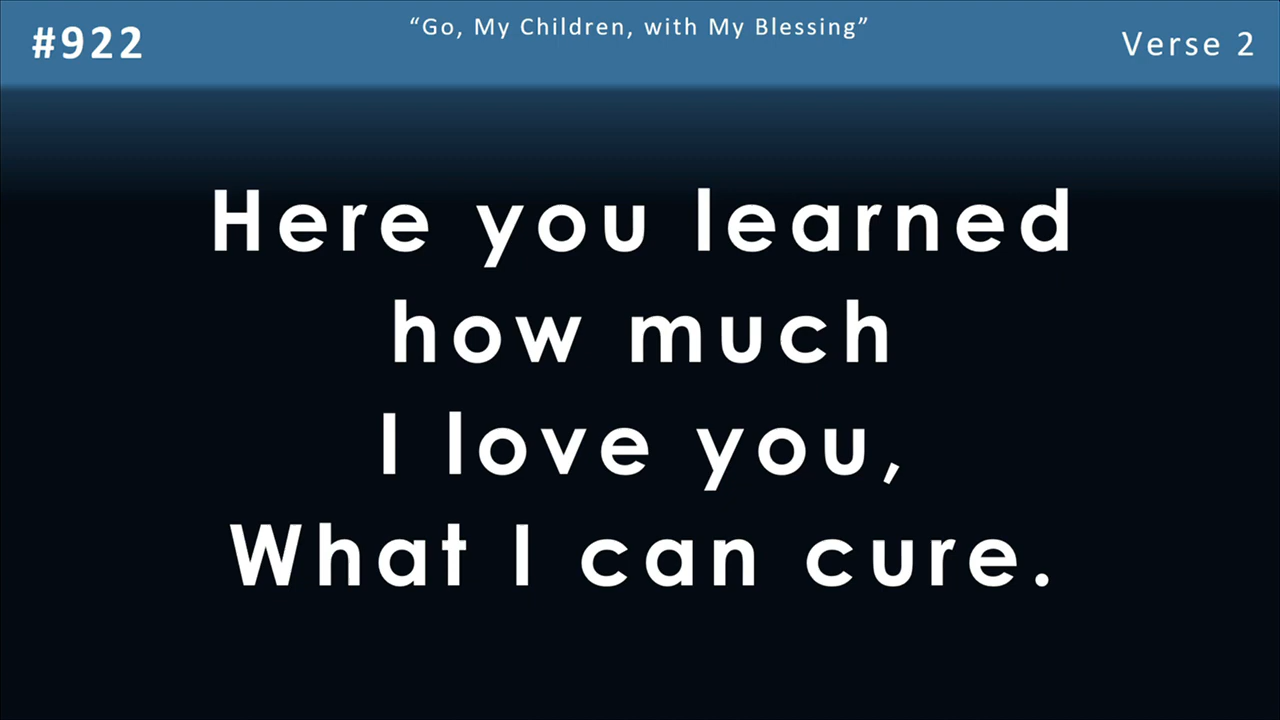 #922
“Go, My Children, with My Blessing”
Verse 2
Here you learned
how much
I love you,
What I can cure.